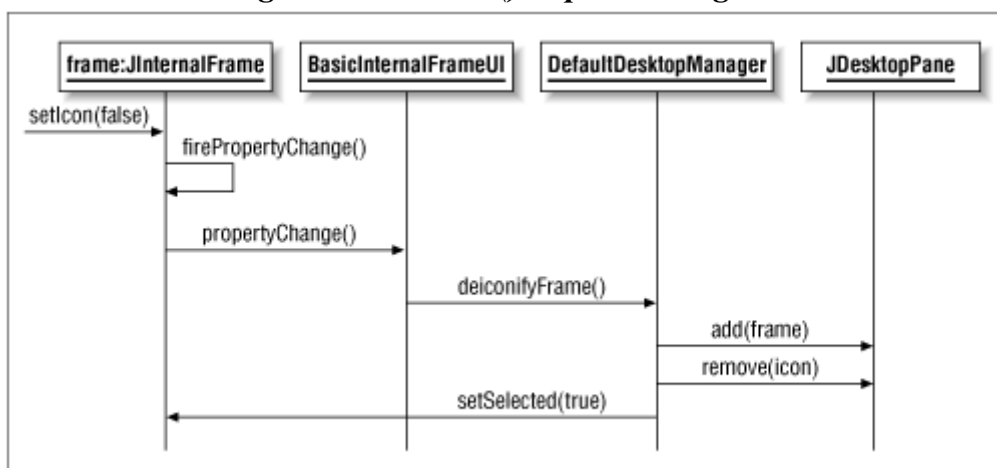 frame:JInternalFrame
BasicInternalFrameUI
DefaultDesktopManager
JDesktopPane
setIcon(false)
firePropertyChange()
propertyChange()
deiconifyFrame()
add(frame)
remove(icon)
setSelected(true)